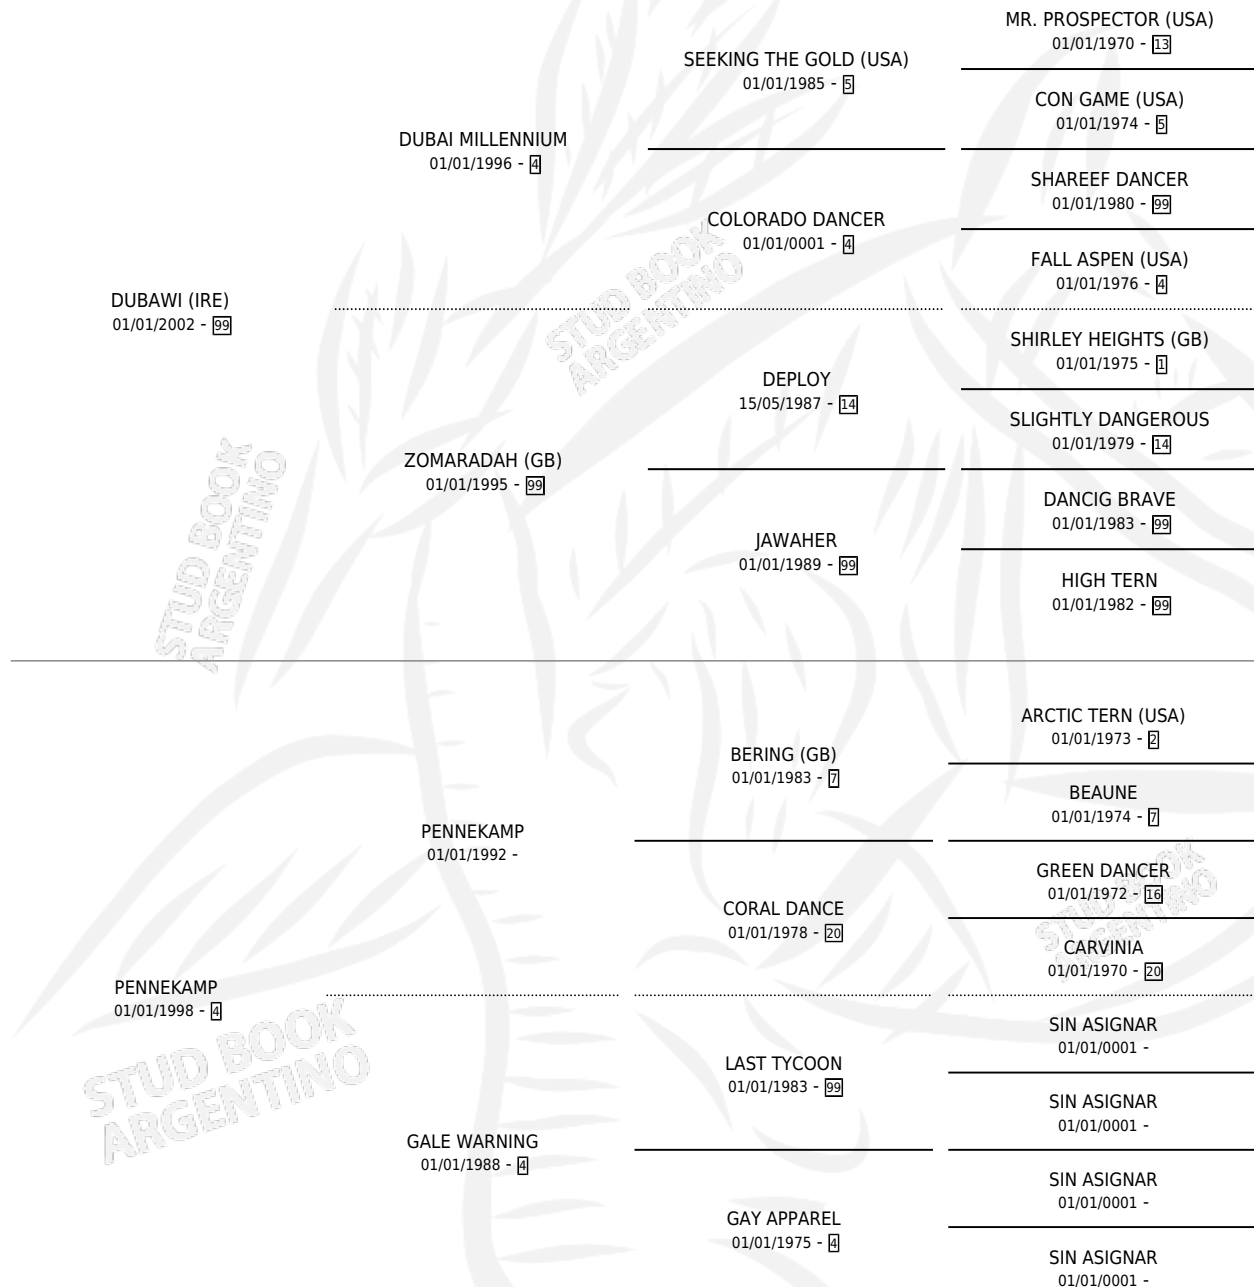 MR. PROSPECTOR (USA)
01/01/1970 - 13
SEEKING THE GOLD (USA)
01/01/1985 - 5
CON GAME (USA)
01/01/1974 - 5
DUBAI MILLENNIUM
01/01/1996 - 4
SHAREEF DANCER
01/01/1980 - 99
COLORADO DANCER
01/01/0001 - 4
FALL ASPEN (USA)
01/01/1976 - 4
DUBAWI (IRE)
01/01/2002 - 99
SHIRLEY HEIGHTS (GB)
01/01/1975 - 1
DEPLOY
15/05/1987 - 14
SLIGHTLY DANGEROUS
01/01/1979 - 14
ZOMARADAH (GB)
01/01/1995 - 99
DANCIG BRAVE
01/01/1983 - 99
JAWAHER
01/01/1989 - 99
HIGH TERN
01/01/1982 - 99
ARCTIC TERN (USA)
01/01/1973 - 2
BERING (GB)
01/01/1983 - 7
BEAUNE
01/01/1974 - 7
PENNEKAMP
01/01/1992 -
GREEN DANCER
01/01/1972 - 16
CORAL DANCE
01/01/1978 - 20
CARVINIA
01/01/1970 - 20
PENNEKAMP
01/01/1998 - 4
SIN ASIGNAR
01/01/0001 -
LAST TYCOON
01/01/1983 - 99
SIN ASIGNAR
01/01/0001 -
GALE WARNING
01/01/1988 - 4
SIN ASIGNAR
01/01/0001 -
GAY APPAREL
01/01/1975 - 4
SIN ASIGNAR
01/01/0001 -
STUD BOOK
ARGENTINO
STUD BOOK
ARGENTINO
STUD BOOK
ARGENTINO
STUD BOOK
ARGENTINO